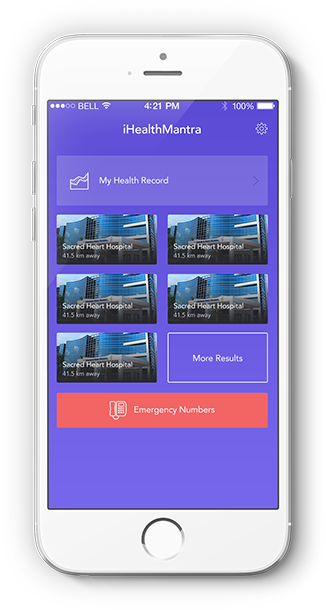 BELL 4:21 PM 100%
iHealthMantra
My Health Record
Sacred Heart Hospital
41.5 km away
Sacred Heart Hospital
41.5 km away
Sacred Heart Hospital
41.5 km away
Sacred Heart Hospital
41.5 km away
Sacred Heart Hospital
41.5 km away
More Results
Emergency Numbers